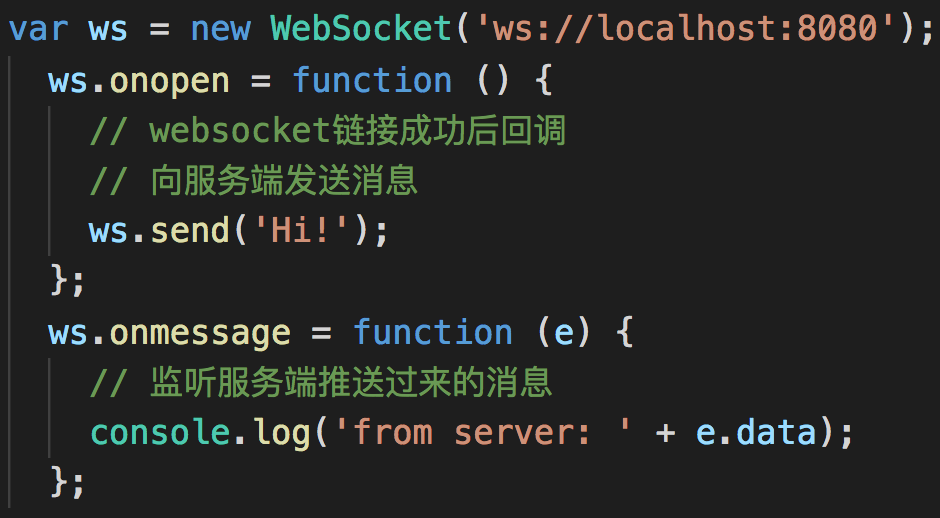 var ws = new WebSocket('ws://localhost:8080');
ws.onopen = function () {
// websocket链接成功后回调
// 向服务端发送消息
ws.send('Hi!');
};
ws.onmessage = function (e) {
// 监听服务端推送过来的消息
console.log('from server: ' + e.data);
};